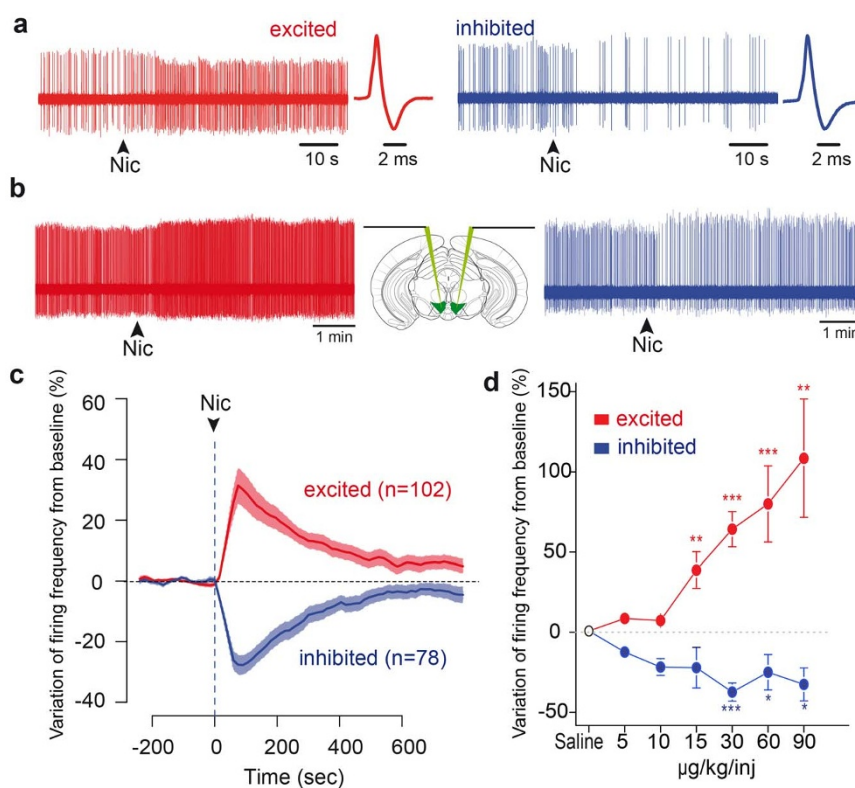 a
excited
inhibited
Nic
10 s
2 ms
Nic
10 s
2 ms
b
Nic
1 min
Nic
1 min
c
Variation of firing frequency from baseline (%)
60
40
20
0
-20
-40
Nic
excited (n=102)
inhibited (n=78)
-200
0
200
400
600
Time (sec)
d
Variation of firing frequency from baseline (%)
150
100
50
0
-50
excited
inhibited
**
***
***
**
***
*
*
Saline
5
10
15
30
60
90
µg/kg/inj